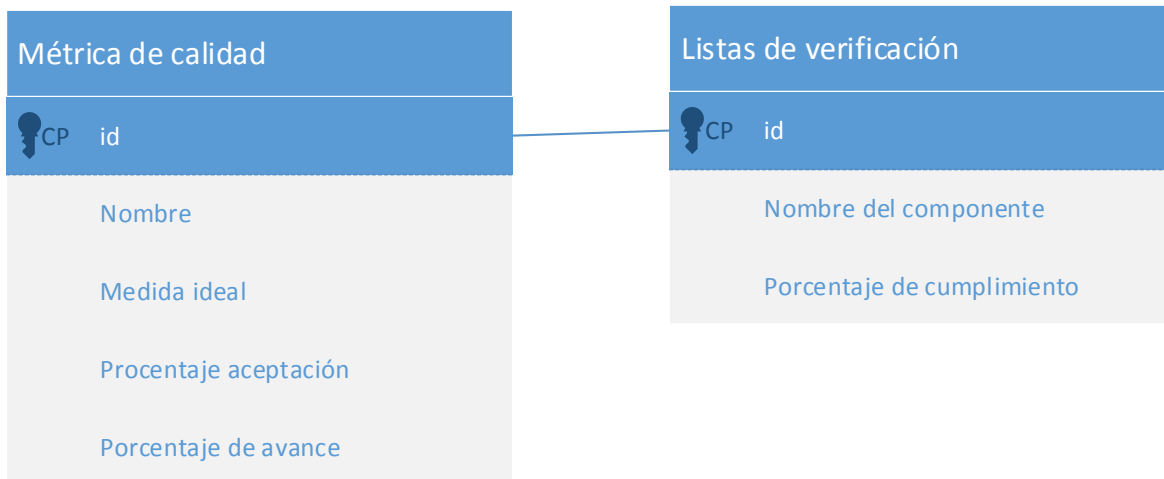 Métrica de calidad
CP id
Nombre
Medida ideal
Procentaje aceptación
Porcentaje de avance
Listas de verificación
CP id
Nombre del componente
Porcentaje de cumplimiento